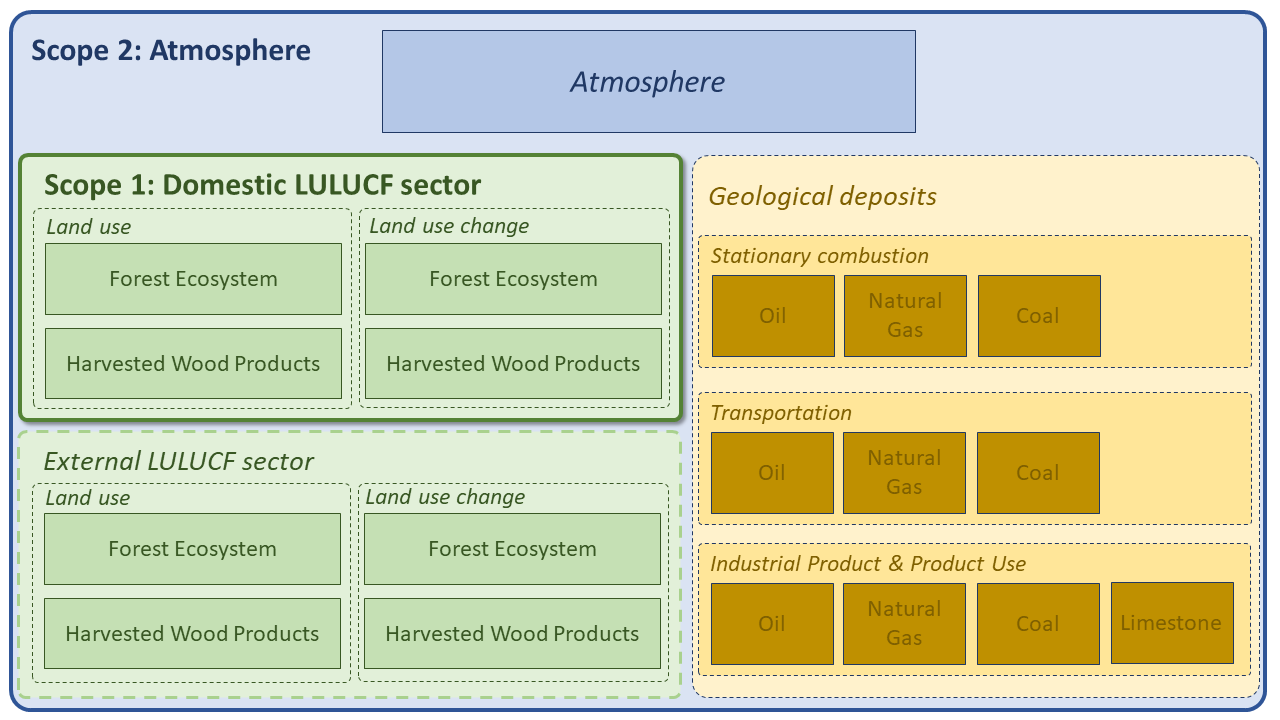 Scope 2: Atmosphere
Atmosphere
Scope 1: Domestic LULUCF sector
Land use
Forest Ecosystem
Harvested Wood Products
Land use change
Forest Ecosystem
Harvested Wood Products
External LULUCF sector
Land use
Forest Ecosystem
Harvested Wood Products
Land use change
Forest Ecosystem
Harvested Wood Products
Geological deposits
Stationary combustion
Oil
Natural
Gas
Coal
Transportation
Oil
Natural
Gas
Coal
Industrial Product & Product Use
Oil
Natural
Gas
Coal
Limestone